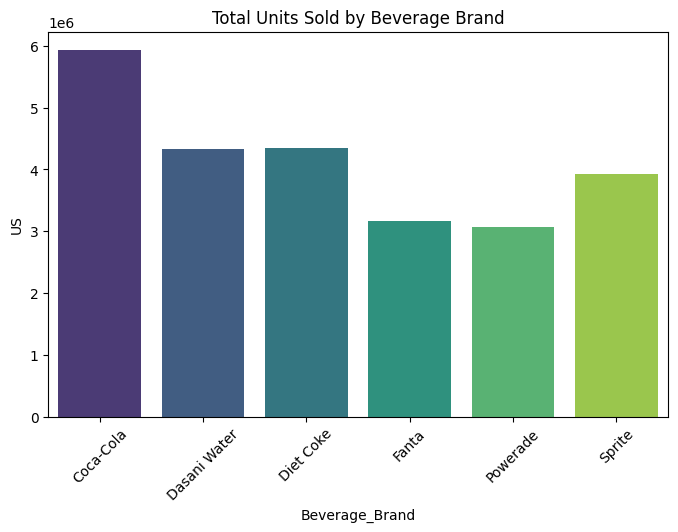 Total Units Sold by Beverage Brand
1e6
6
5
4
3
2
1
0
US
Coca-Cola
Dasani Water
Diet Coke
Fanta
Powerade
Sprite
Beverage_Brand